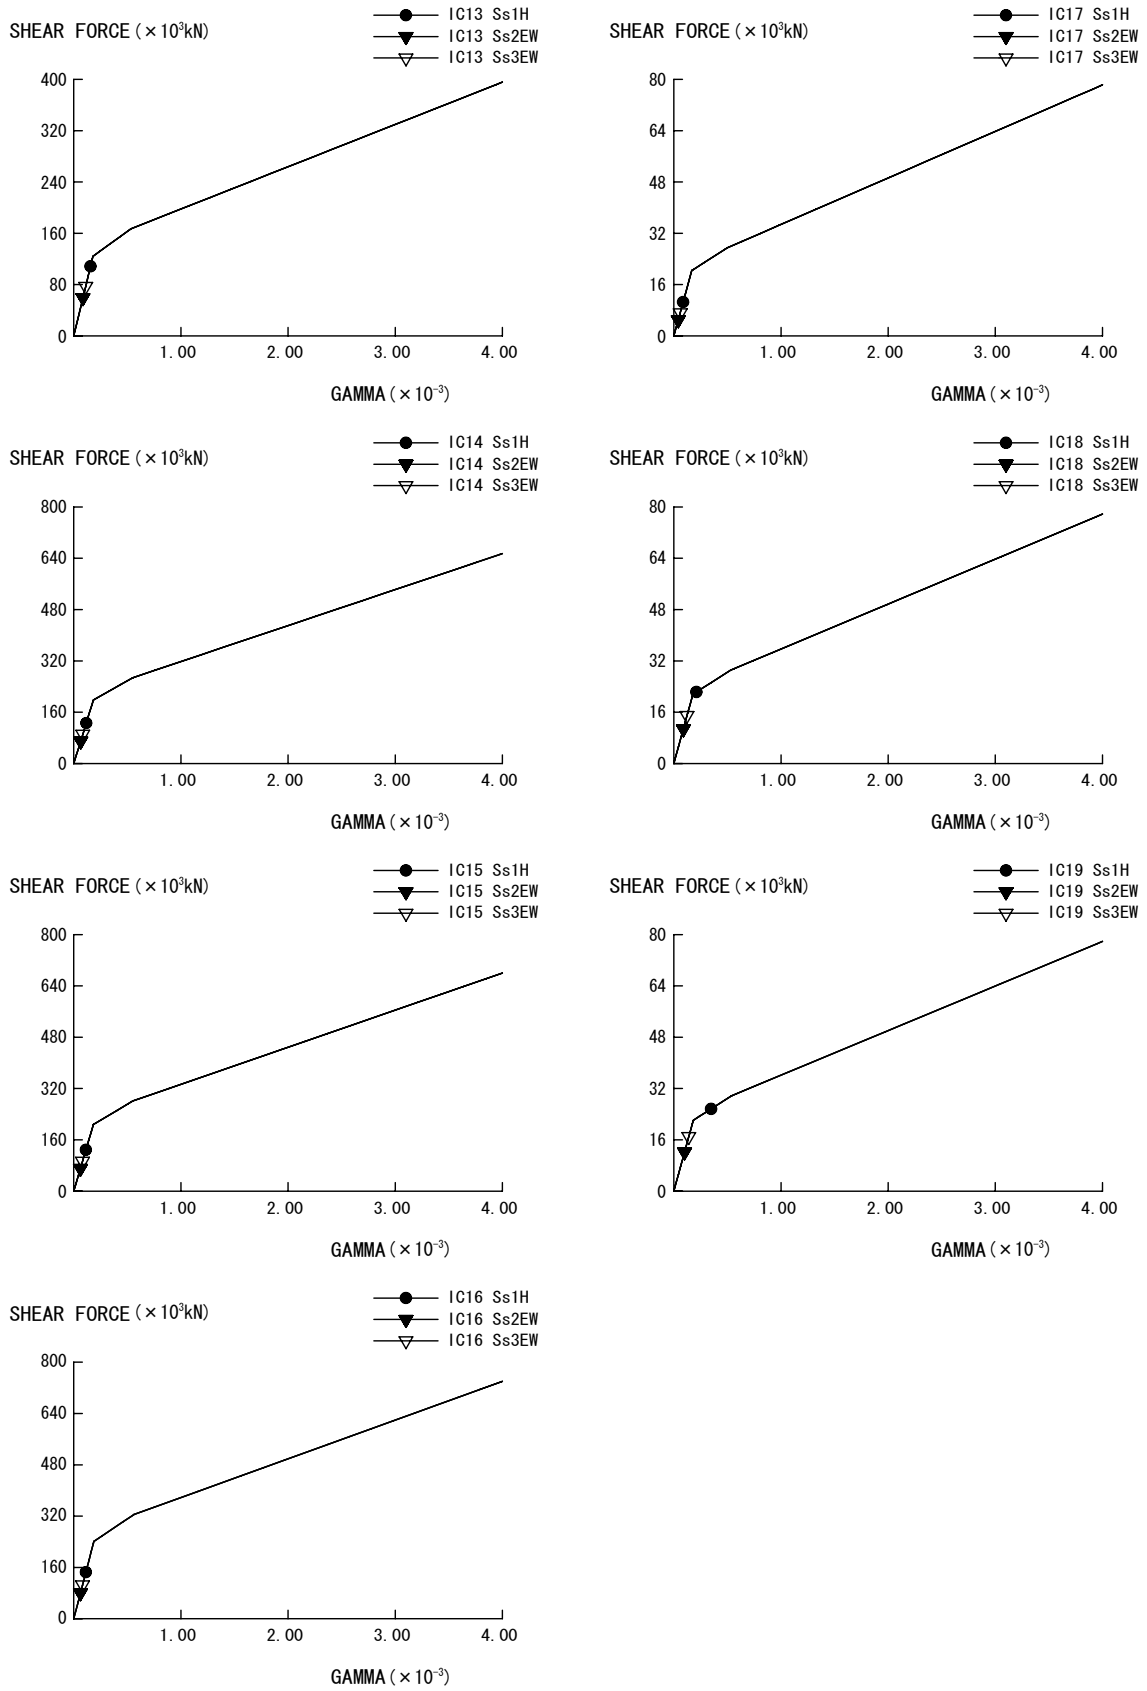 SHEAR FORCE(×10³kN)
IC13 Ss1H
IC13 Ss2EW
IC13 Ss3EW
400
320
240
160
80
0
1.00 2.00 3.00 4.00
GAMMA(×10⁻³)
SHEAR FORCE(×10³kN)
IC17 Ss1H
IC17 Ss2EW
IC17 Ss3EW
80
64
48
32
16
0
1.00 2.00 3.00 4.00
GAMMA(×10⁻³)
SHEAR FORCE(×10³kN)
IC14 Ss1H
IC14 Ss2EW
IC14 Ss3EW
800
640
480
320
160
0
1.00 2.00 3.00 4.00
GAMMA(×10⁻³)
SHEAR FORCE(×10³kN)
IC18 Ss1H
IC18 Ss2EW
IC18 Ss3EW
80
64
48
32
16
0
1.00 2.00 3.00 4.00
GAMMA(×10⁻³)
SHEAR FORCE(×10³kN)
IC15 Ss1H
IC15 Ss2EW
IC15 Ss3EW
800
640
480
320
160
0
1.00 2.00 3.00 4.00
GAMMA(×10⁻³)
SHEAR FORCE(×10³kN)
IC19 Ss1H
IC19 Ss2EW
IC19 Ss3EW
80
64
48
32
16
0
1.00 2.00 3.00 4.00
GAMMA(×10⁻³)
SHEAR FORCE(×10³kN)
IC16 Ss1H
IC16 Ss2EW
IC16 Ss3EW
800
640
480
320
160
0
1.00 2.00 3.00 4.00
GAMMA(×10⁻³)